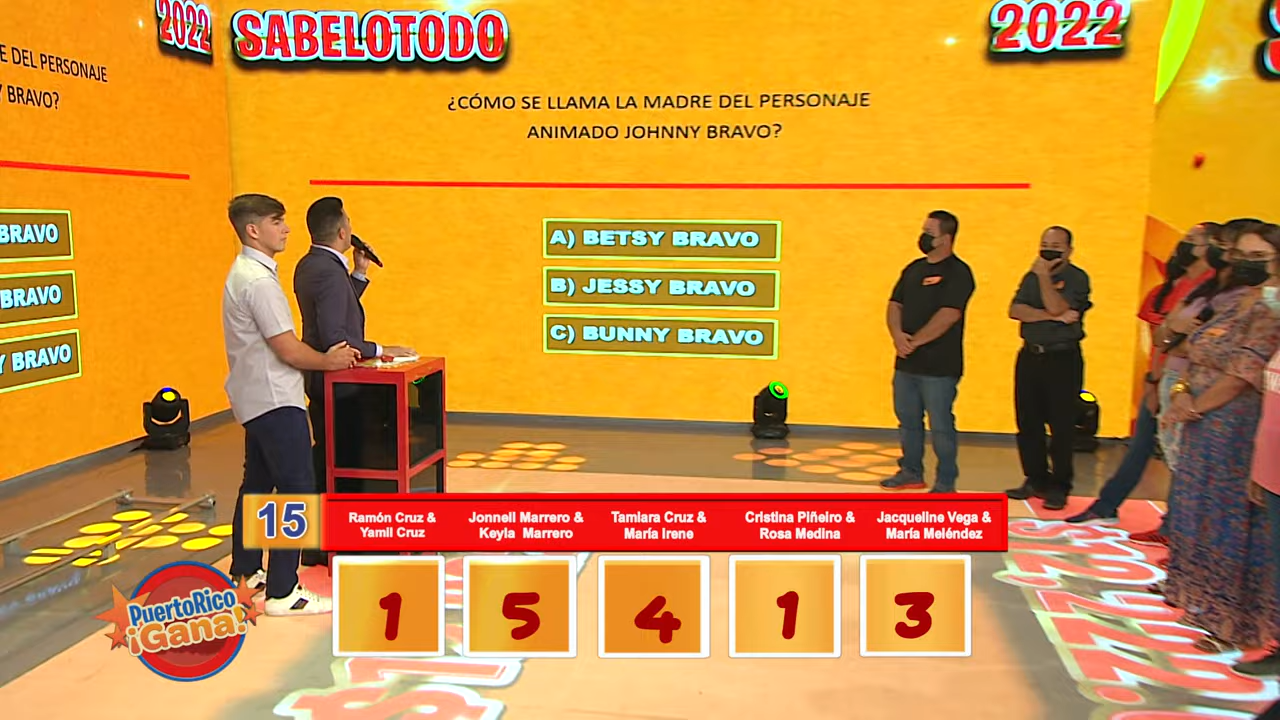 2022
SABELOTODO
2022
E DEL PERSONAJE
BRAVO?
¿CÓMO SE LLAMA LA MADRE DEL PERSONAJE
ANIMADO JOHNNY BRAVO?
BRAVO
BRAVO
Y BRAVO
A) BETSY BRAVO
B) JESSY BRAVO
C) BUNNY BRAVO
15
Ramón Cruz &
Yamil Cruz
Jonnell Marrero &
Keyla Marrero
Tamiara Cruz &
María Irene
Cristina Piñeiro &
Rosa Medina
Jacqueline Vega &
María Meléndez
1
5
4
1
3
PuertoRico
¡Gana!